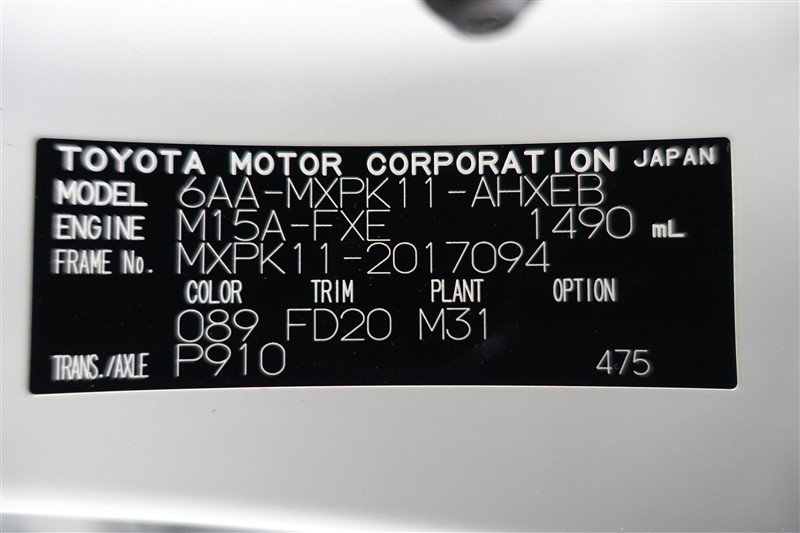 TOYOTA MOTOR CORPORATION JAPAN
MODEL 6AA-MXPK11-AHXEB
ENGINE M15A-FXE 1490 mL
FRAME No. MXPK11-2017094
COLOR TRIM PLANT OPTION
089 FD20 M31
TRANS./AXLE P910 475